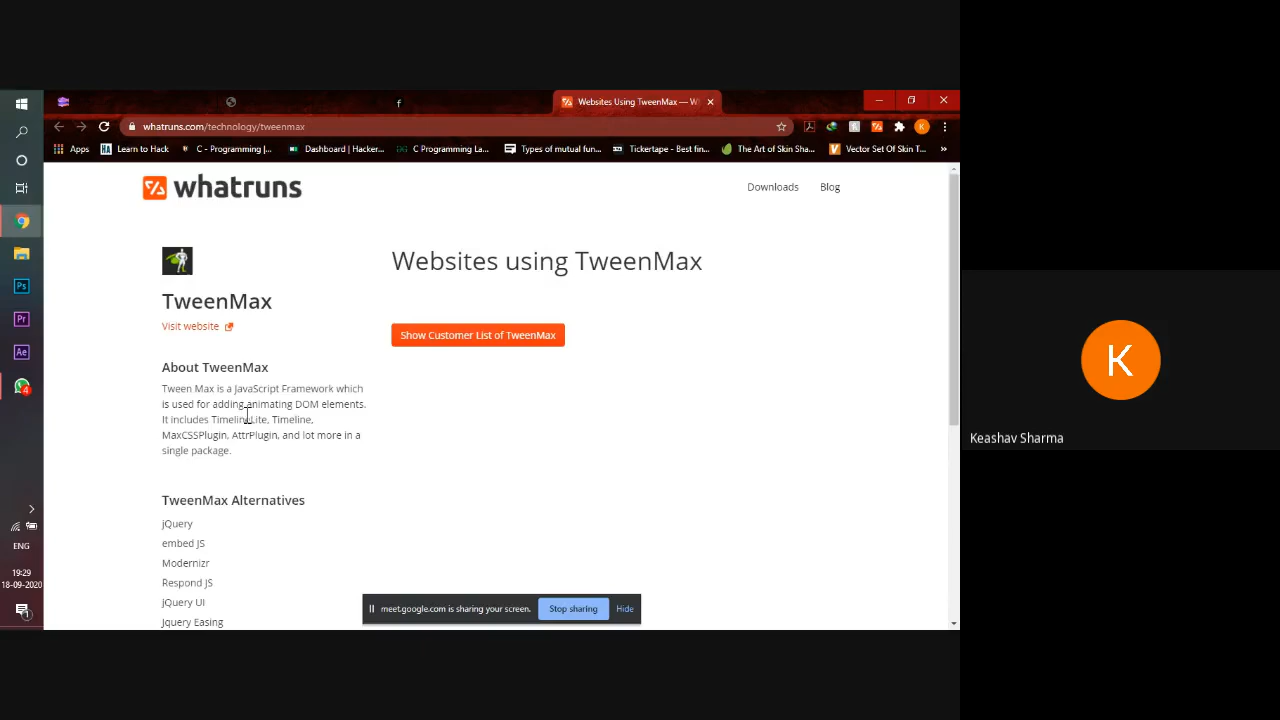 Websites Using TweenMax — W
whatruns.com/technology/tweenmax
Apps
Learn to Hack
C - Programming |...
Dashboard | Hacker...
C Programming La...
Types of mutual fun...
Tickertape - Best fin...
The Art of Skin Sha...
Vector Set Of Skin T...
»
whatruns
Downloads
Blog
Websites using TweenMax
TweenMax
Visit website
Show Customer List of TweenMax
About TweenMax
Tween Max is a JavaScript Framework which
is used for adding animating DOM elements.
It includes TimelineLite, Timeline,
MaxCSSPlugin, AttrPlugin, and lot more in a
single package.
TweenMax Alternatives
jQuery
embed JS
Modernizr
Respond JS
jQuery UI
Jquery Easing
meet.google.com is sharing your screen.
Stop sharing
Hide
Ps
Pr
Ae
4
ENG
19:29
18-09-2020
1
K
Keashav Sharma